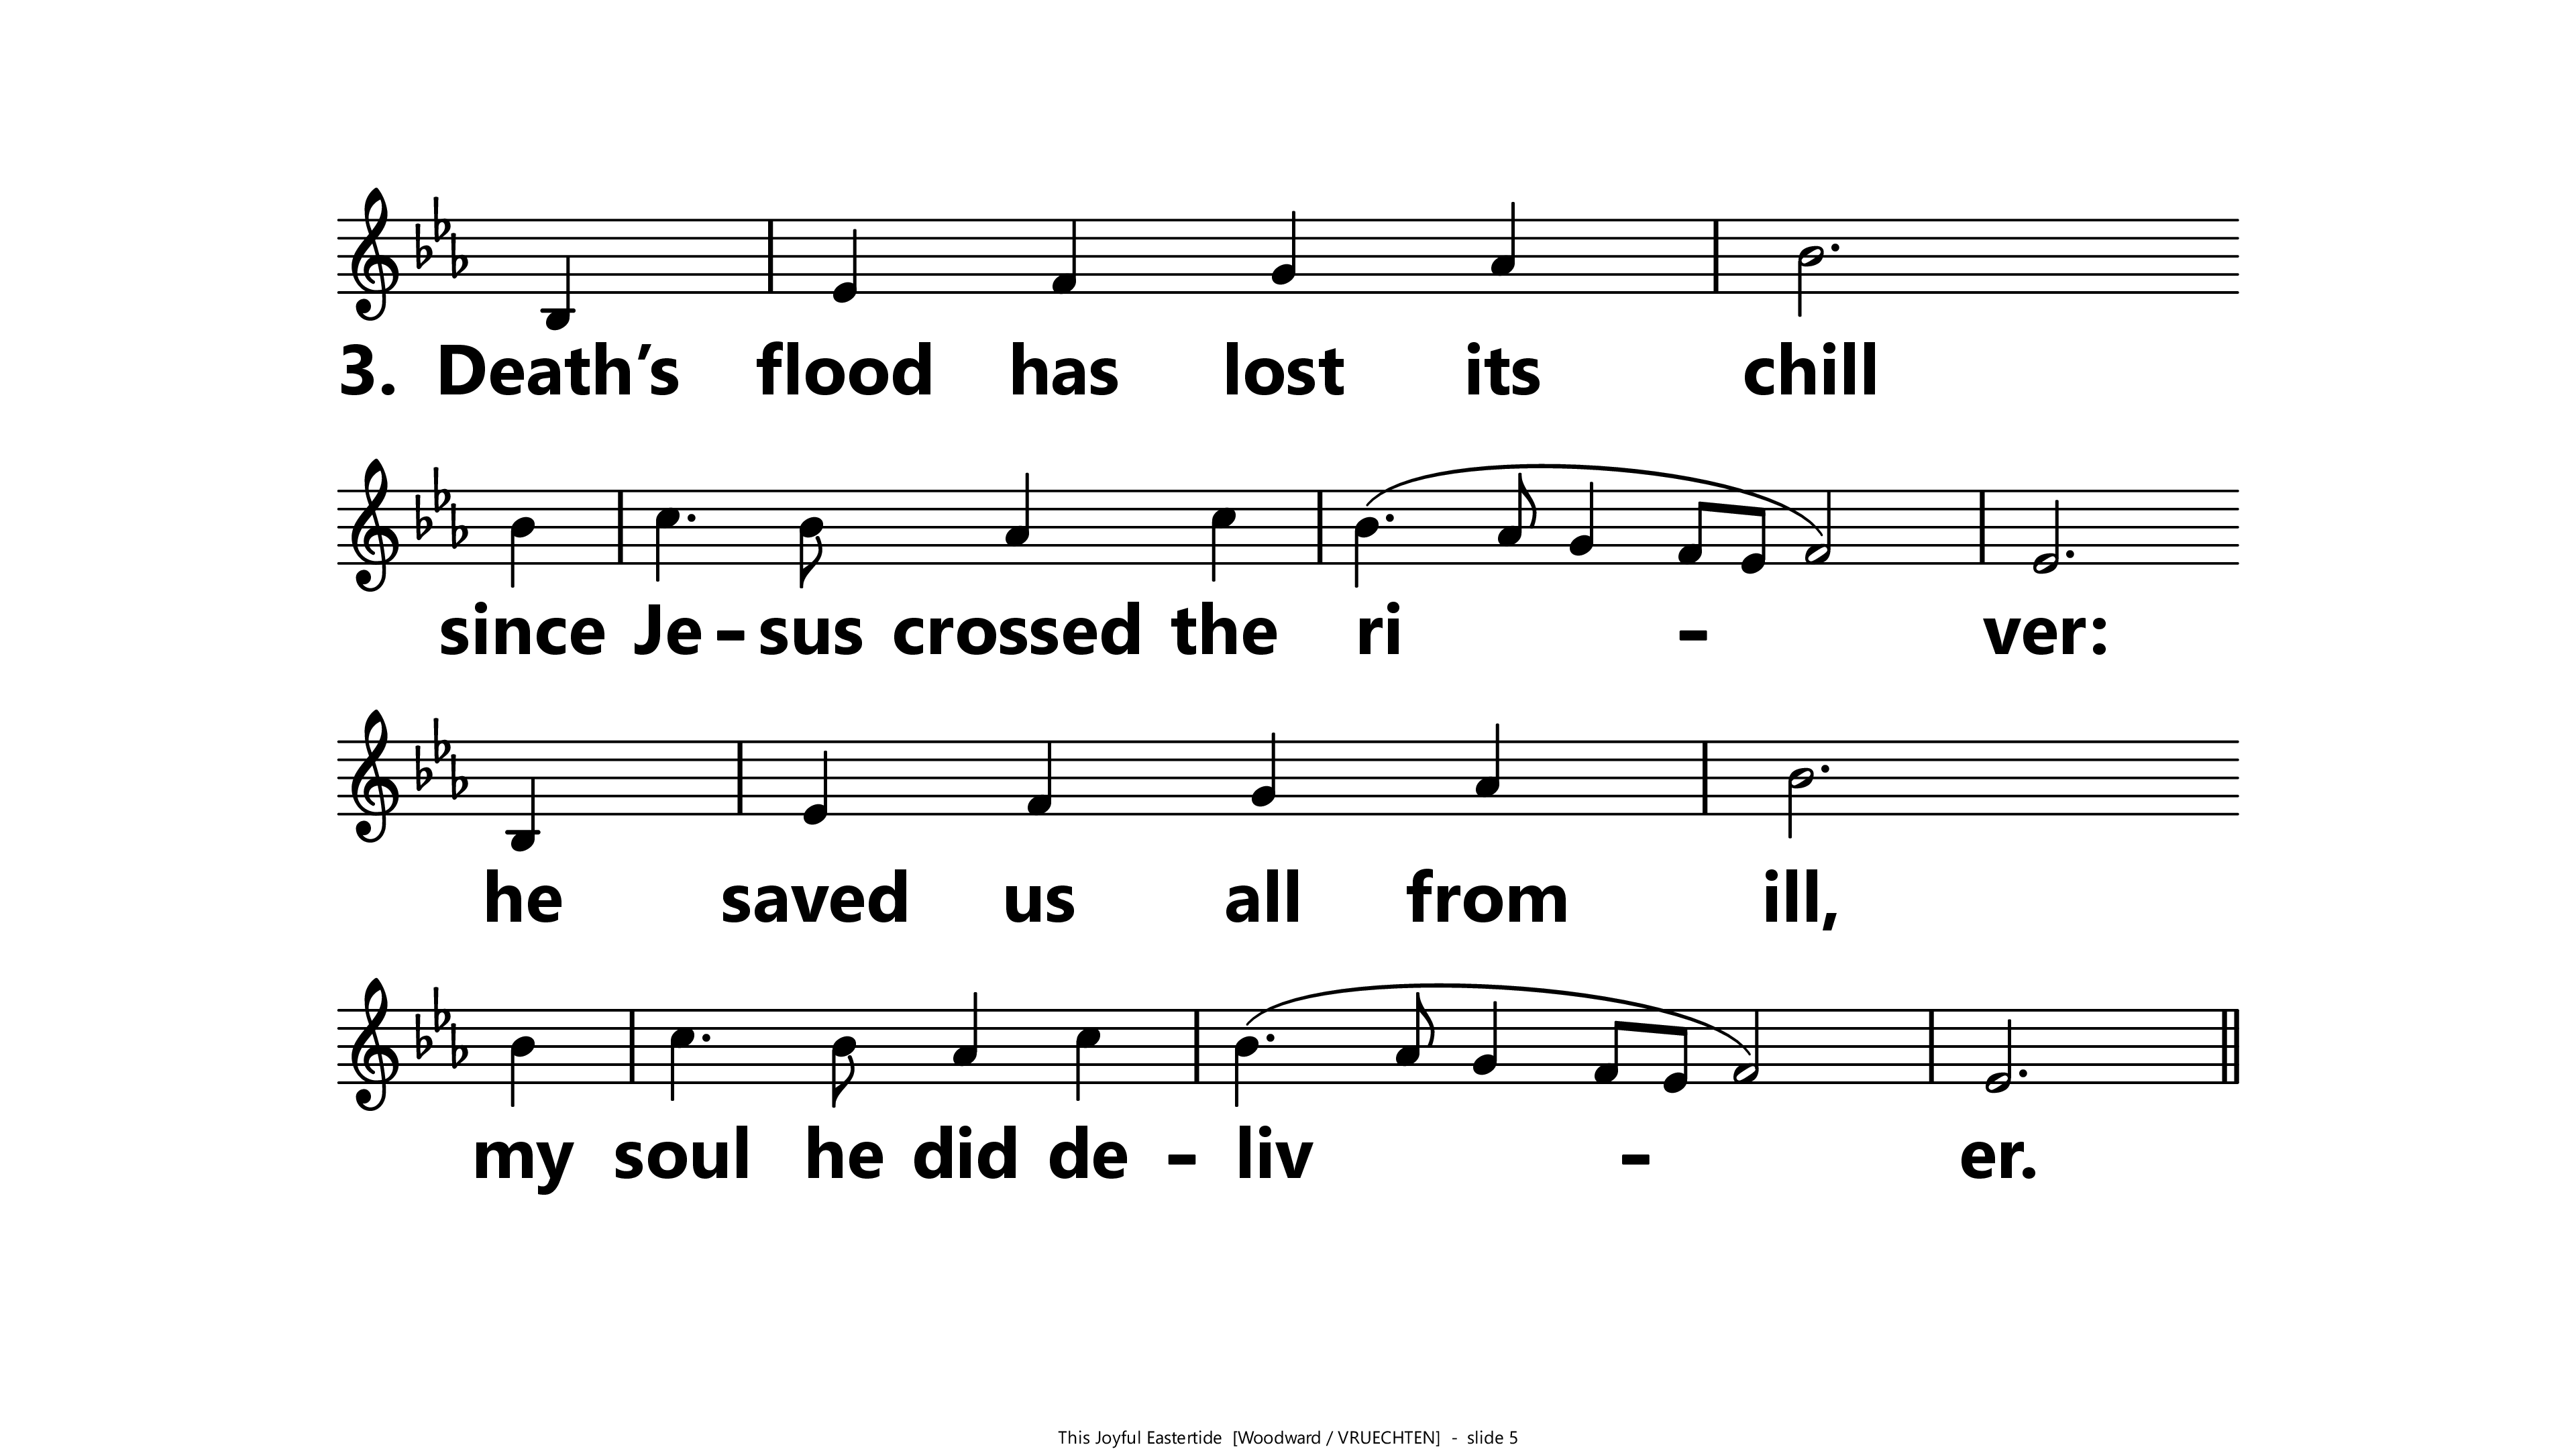 3. Death’s flood has lost its chill
since Je-sus crossed the ri - ver:
he saved us all from ill,
my soul he did de - liv - er.
This Joyful Eastertide [Woodward / VRUECHTEN] - slide 5